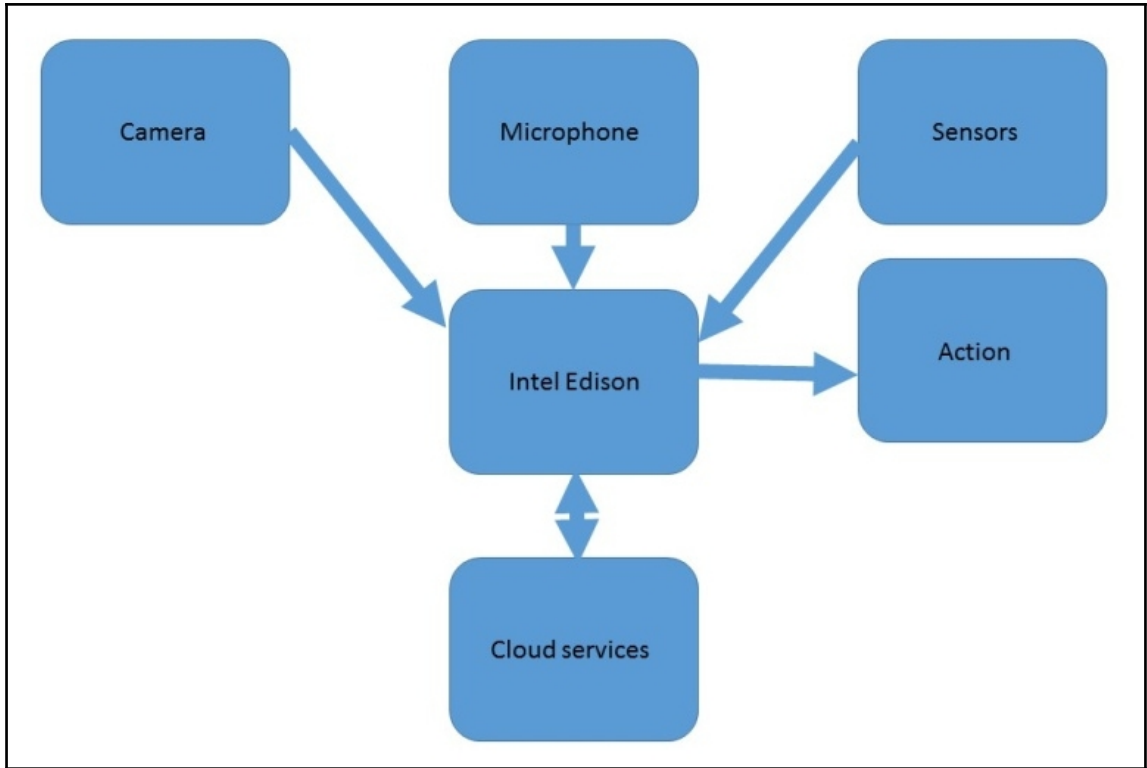 Camera
Microphone
Sensors
Action
Intel Edison
Cloud services